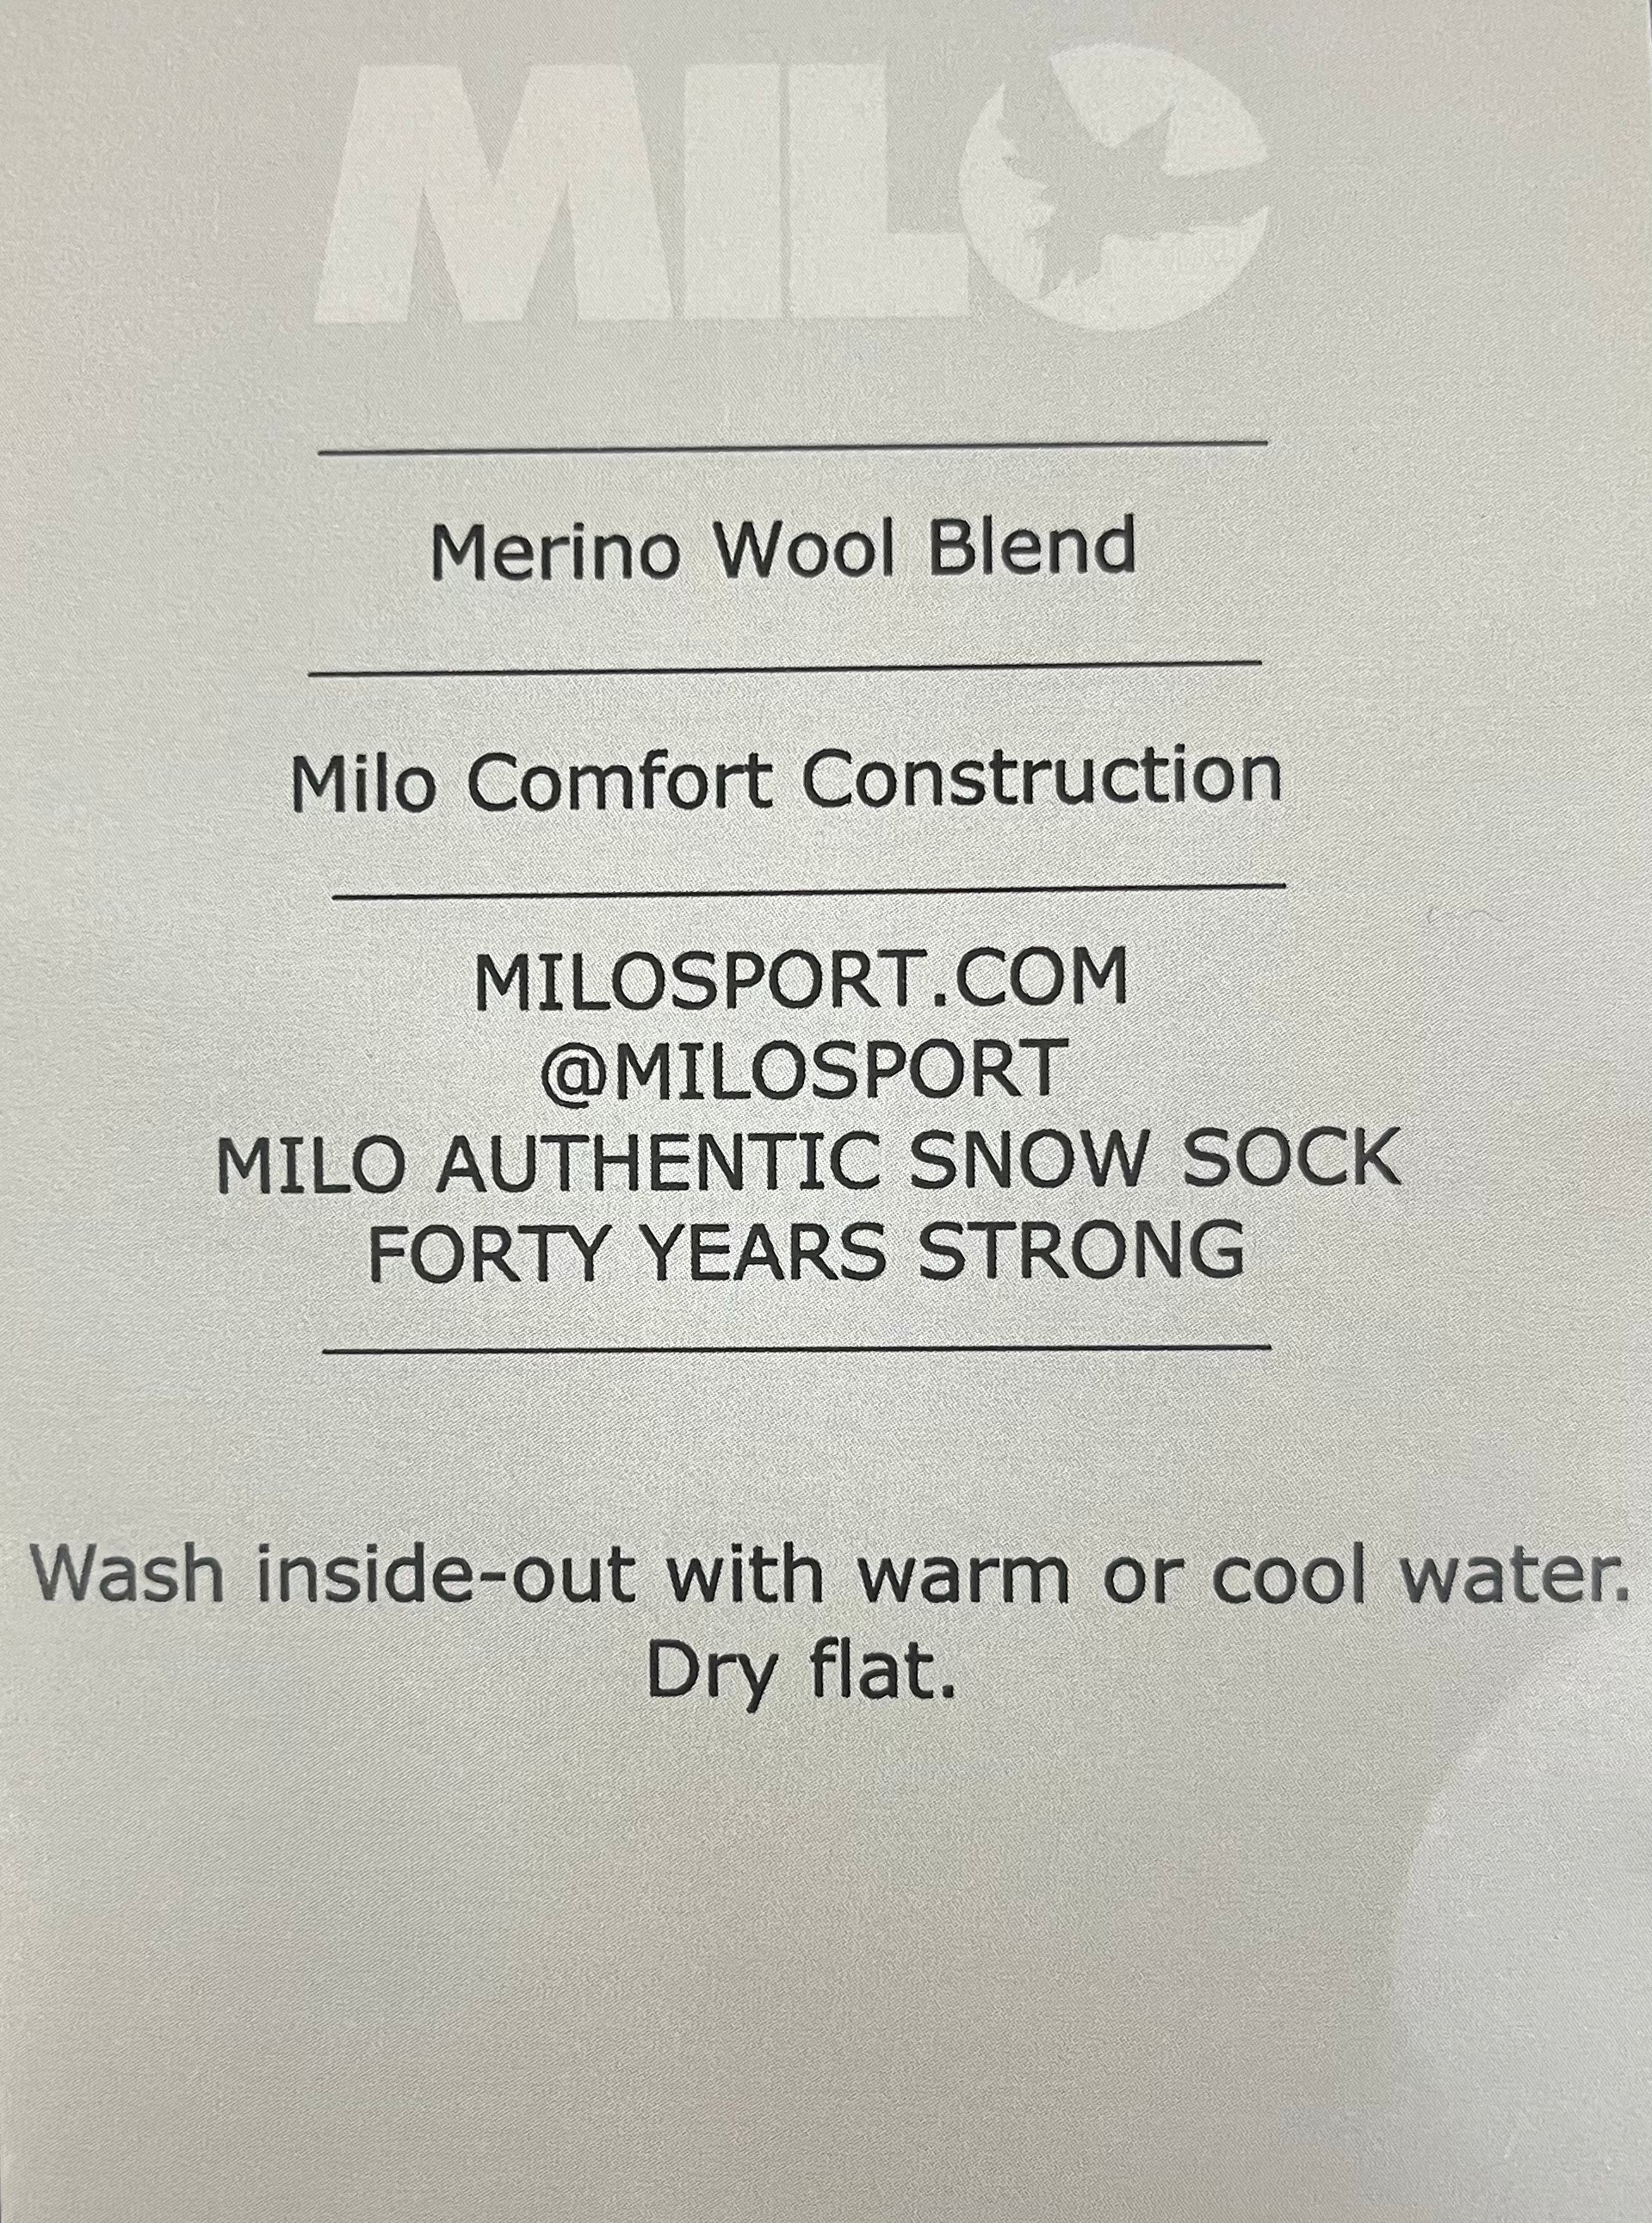 MILO
Merino Wool Blend
Milo Comfort Construction
MILOSPORT.COM
@MILOSPORT
MILO AUTHENTIC SNOW SOCK
FORTY YEARS STRONG
Wash inside-out with warm or cool water.
Dry flat.